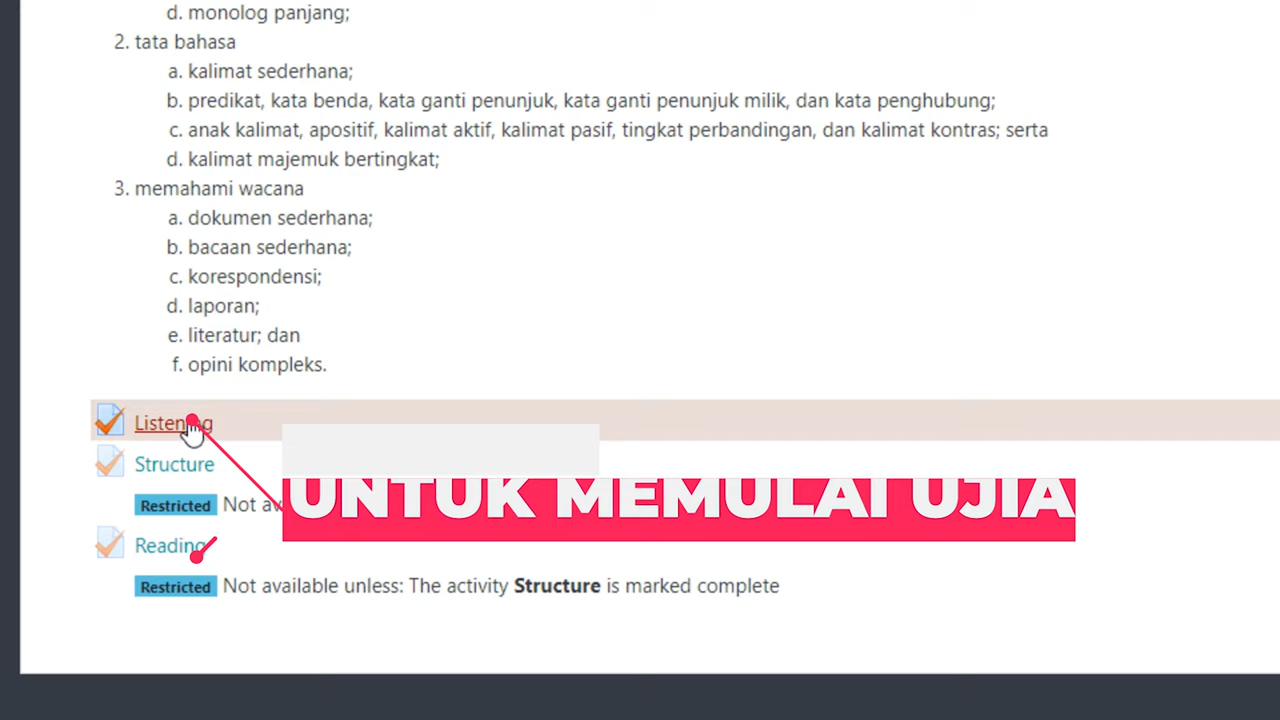 d. monolog panjang;
2. tata bahasa
a. kalimat sederhana;
b. predikat, kata benda, kata ganti penunjuk, kata ganti penunjuk milik, dan kata penghubung;
c. anak kalimat, apositif, kalimat aktif, kalimat pasif, tingkat perbandingan, dan kalimat kontras; serta
d. kalimat majemuk bertingkat;
3. memahami wacana
a. dokumen sederhana;
b. bacaan sederhana;
c. korespondensi;
d. laporan;
e. literatur; dan
f. opini kompleks.
Listening
Structure
Restricted Not av
UNTUK MEMULAI UJIA
Reading
Restricted Not available unless: The activity Structure is marked complete